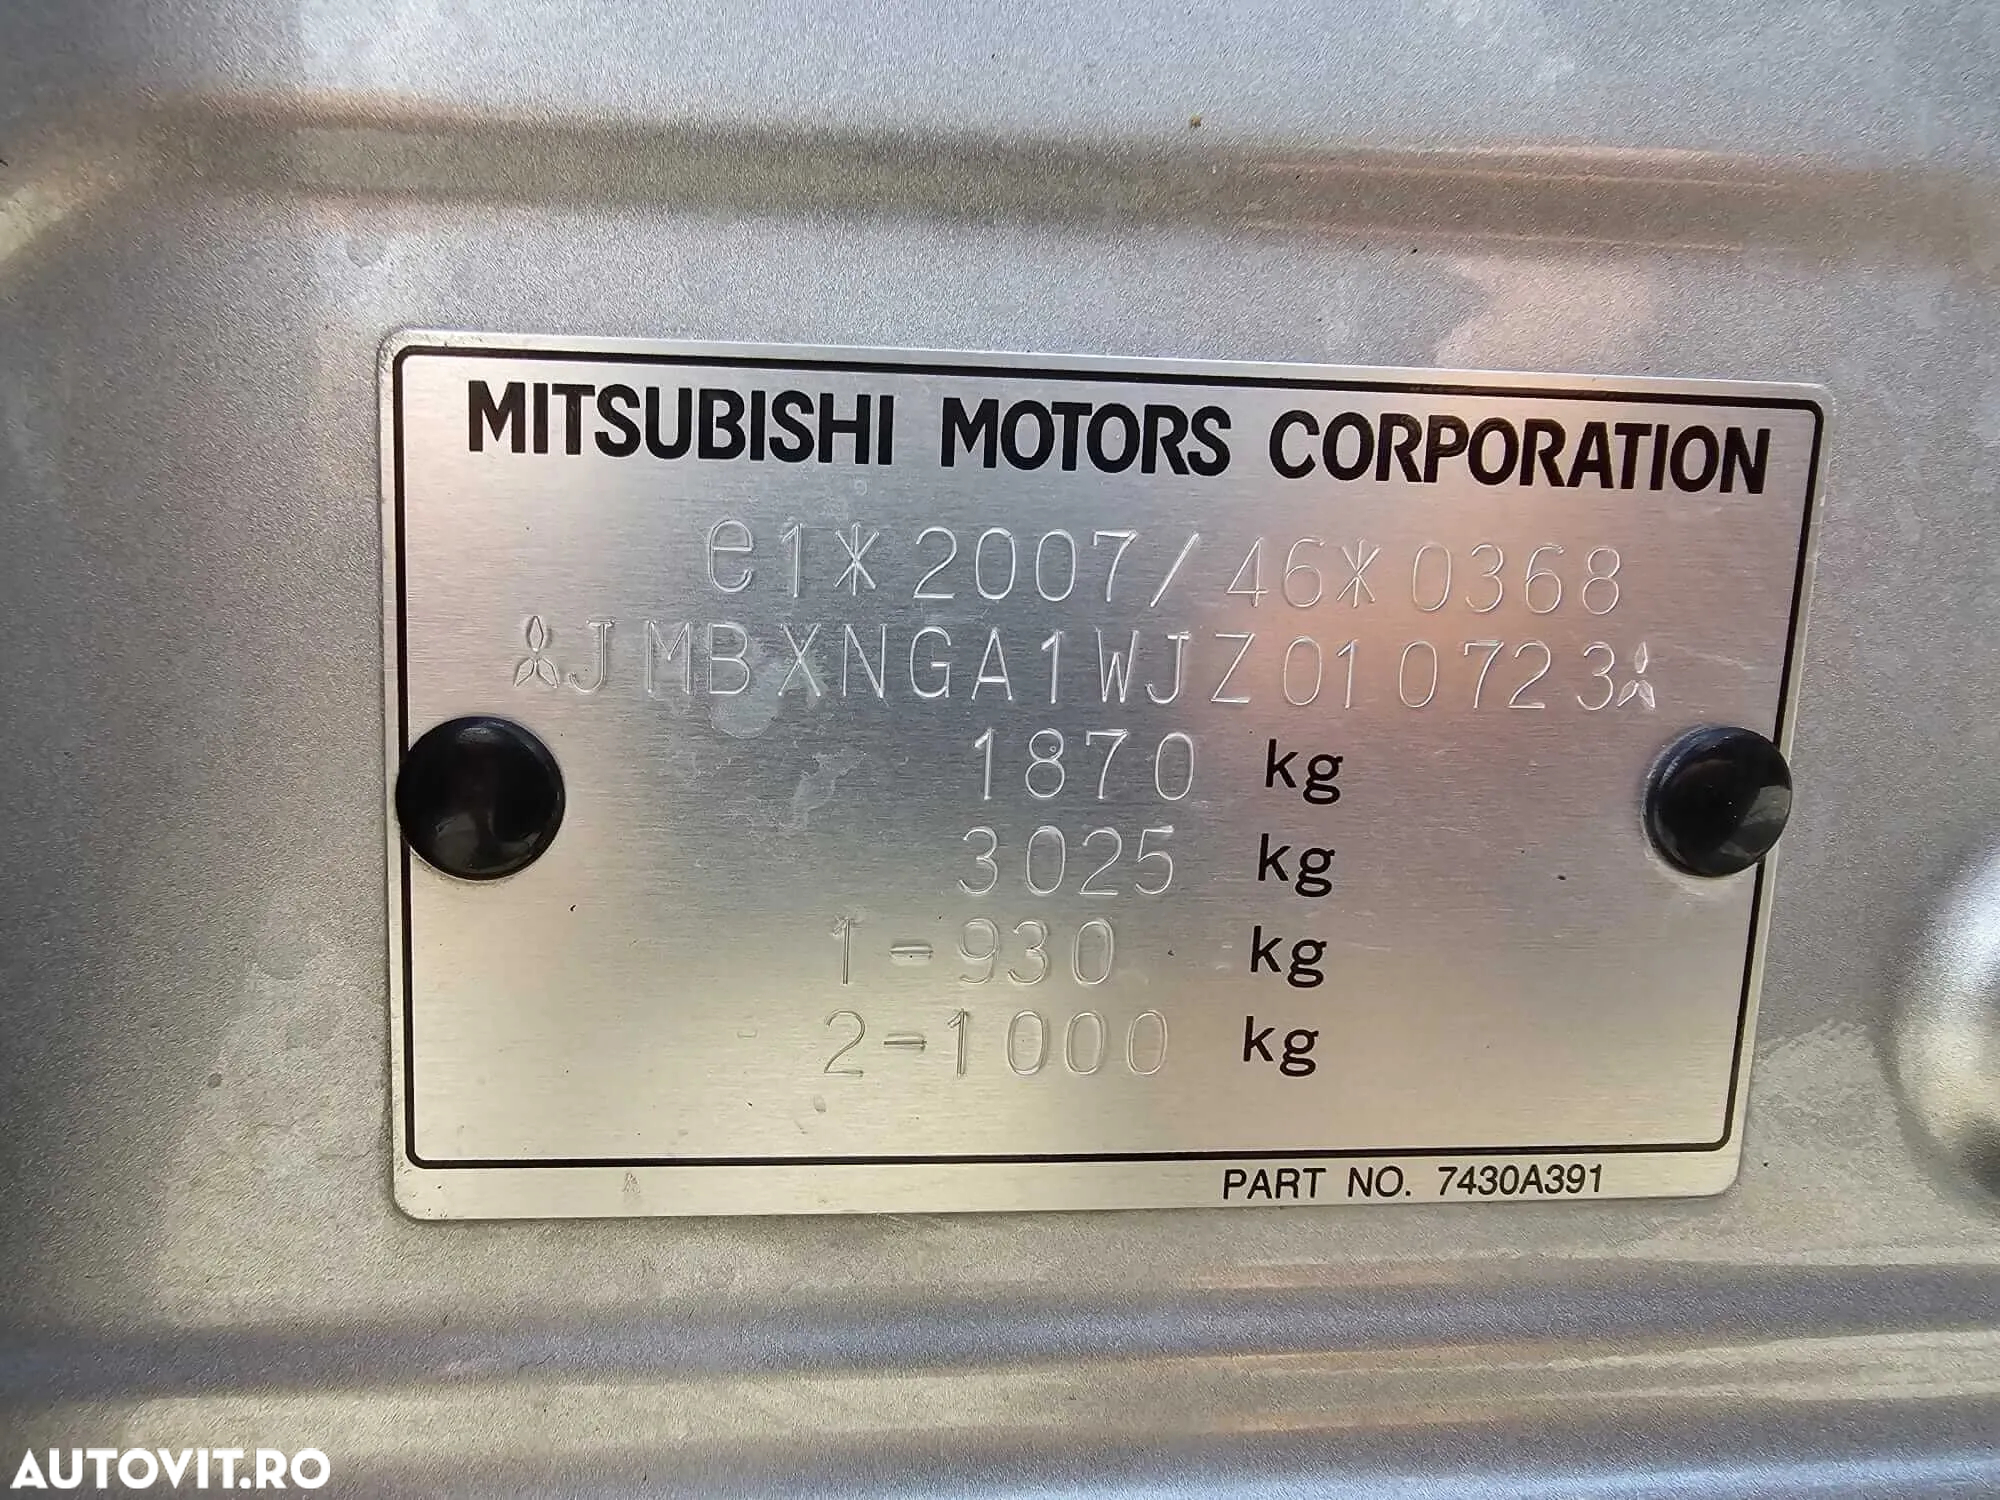 MITSUBISHI MOTORS CORPORATION
e1*2007/46*0368
JMBXNGA1WJZ010723
1870 kg
3025 kg
1-930 kg
2-1000 kg
PART NO. 7430A391
AUTOVIT.RO